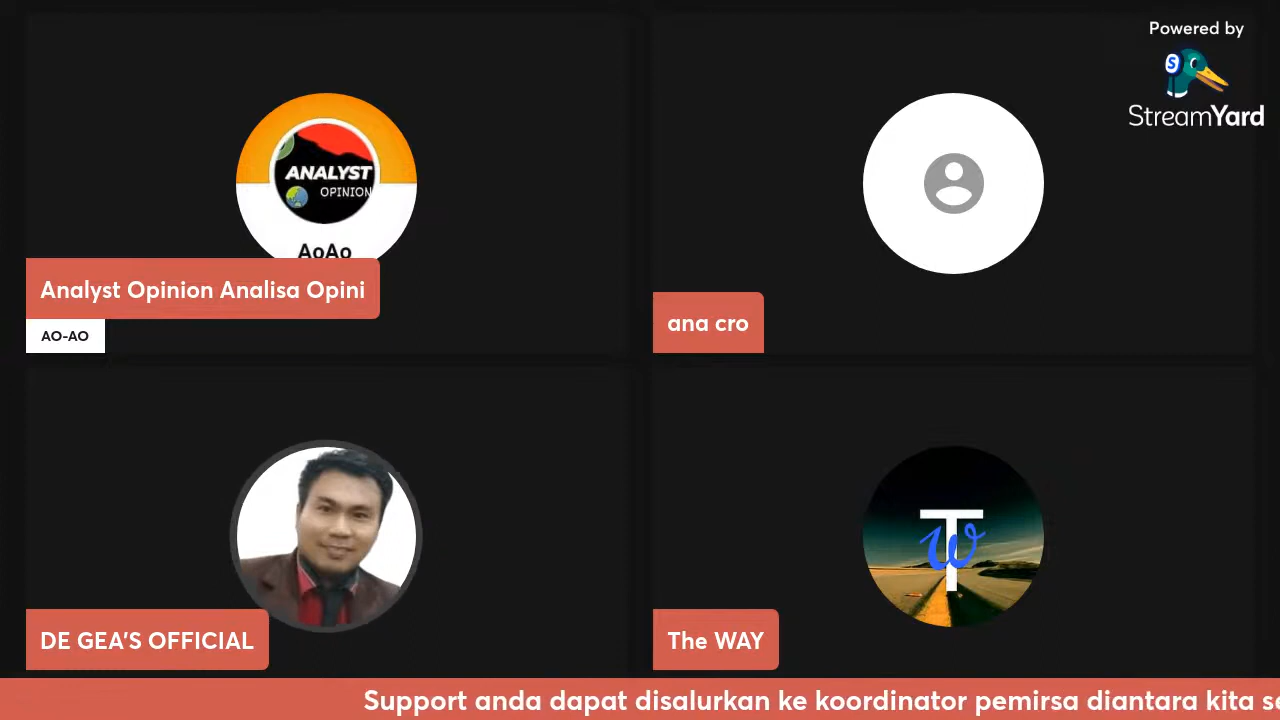 Powered by
S
StreamYard
ANALYST
OPINION
AoAo
Analyst Opinion Analisa Opini
AO-AO
ana cro
DE GEA'S OFFICIAL
T
w
The WAY
Support anda dapat disalurkan ke koordinator pemirsa diantara kita